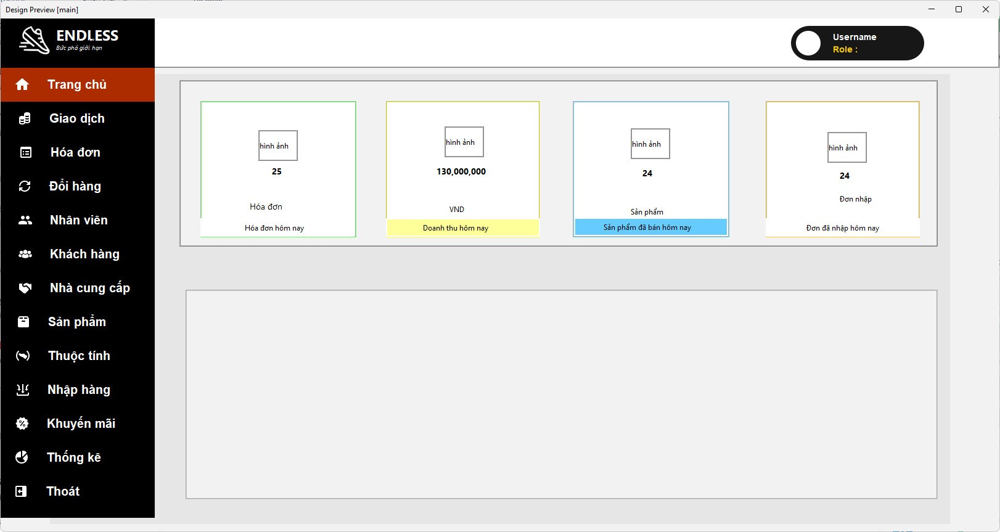 Design Preview [main]
ENDLESS
Bức phá giới hạn
Username
Role :
Trang chủ
Giao dịch
Hóa đơn
Đổi hàng
Nhân viên
Khách hàng
Nhà cung cấp
Sản phẩm
Thuộc tính
Nhập hàng
Khuyến mãi
Thống kê
Thoát
hình ảnh
25
Hóa đơn
Hóa đơn hôm nay
hình ảnh
130,000,000
VND
Doanh thu hôm nay
hình ảnh
24
Sản phẩm
Sản phẩm đã bán hôm nay
hình ảnh
24
Đơn nhập
Đơn đã nhập hôm nay